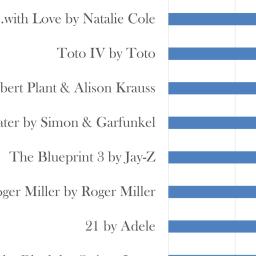 ..with Love by Natalie Cole
Toto IV by Toto
bert Plant & Alison Krauss
ater by Simon & Garfunkel
The Blueprint 3 by Jay-Z
oger Miller by Roger Miller
21 by Adele